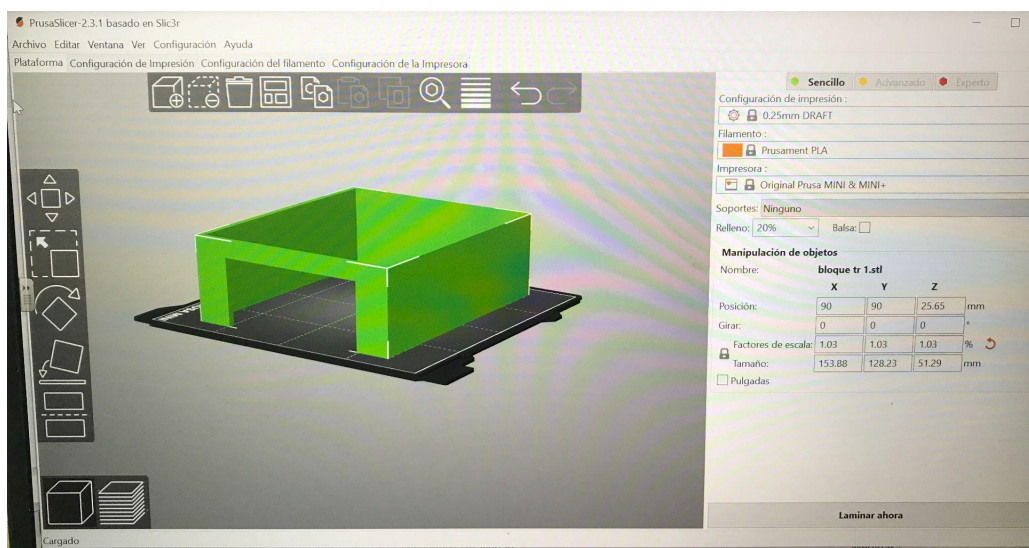 PrusaSlicer-2.3.1 basado en Slic3r
Archivo Editar Ventana Ver Configuración Ayuda
Plataforma Configuración de Impresión Configuración del filamento Configuración de la Impresora
Sencillo Avanzado Experto
Configuración de impresión :
0.25mm DRAFT
Filamento :
Prusament PLA
Impresora :
Original Prusa MINI & MINI+
Soportes: Ninguno
Relleno: 20% Balsa:
Manipulación de objetos
Nombre: bloque tr 1.stl
X Y Z
Posición: 90 90 25.65 mm
Girar: 0 0 0 °
Factores de escala: 1.03 1.03 1.03 %
Tamaño: 153.88 128.23 51.29 mm
Pulgadas
Laminar ahora
Cargado